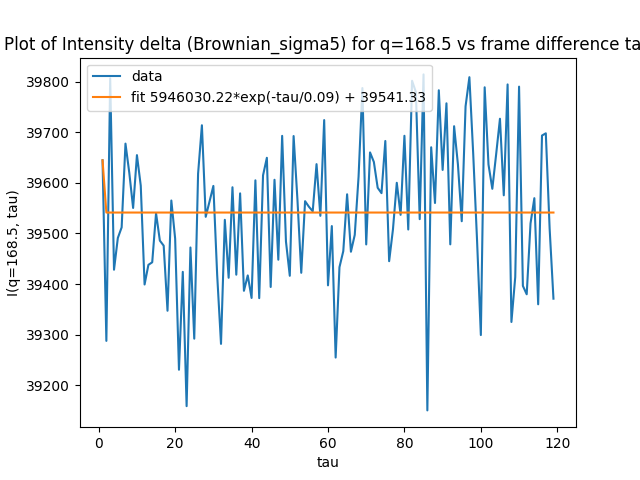 Plot of Intensity delta (Brownian_sigma5) for q=168.5 vs frame difference ta
data
fit 5946030.22*exp(-tau/0.09) + 39541.33
39800
39700
39600
39500
39400
39300
39200
I(q=168.5, tau)
0 20 40 60 80 100 120
tau